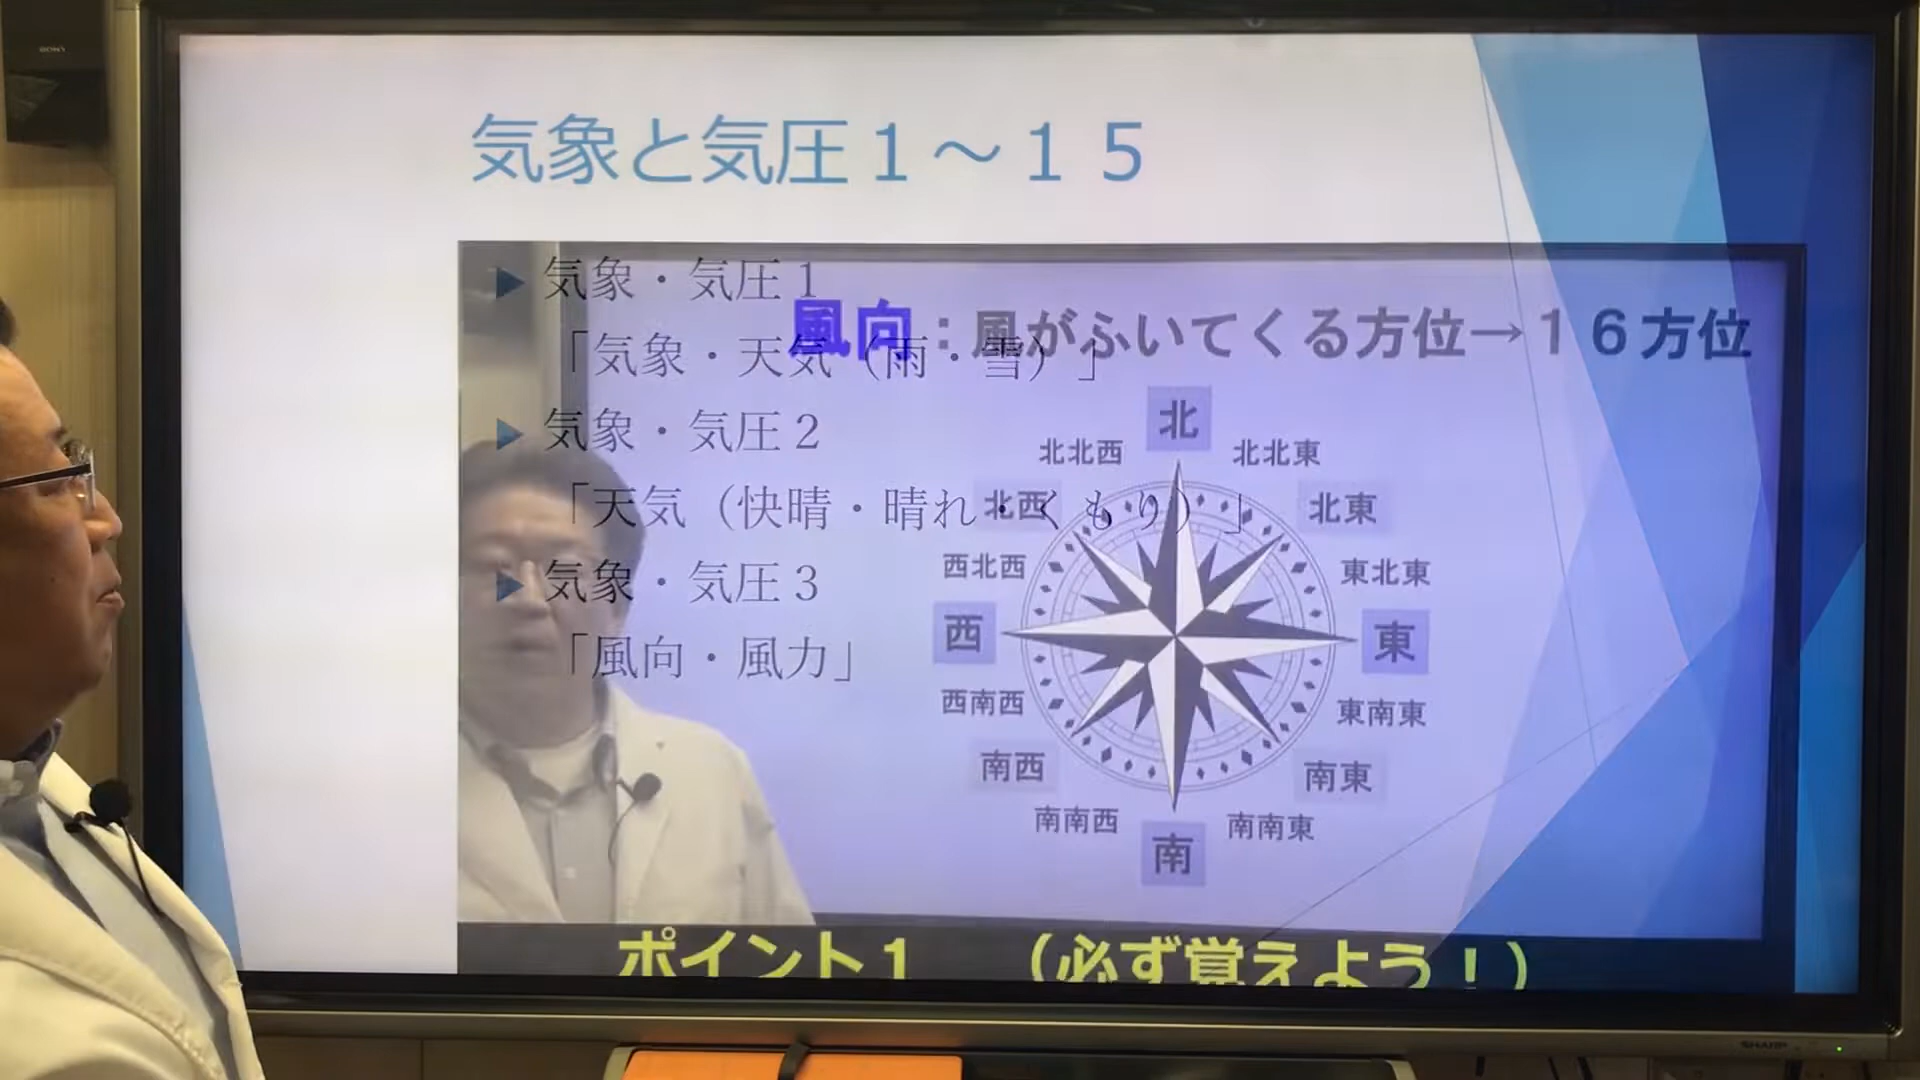 SONY
気象と気圧１～１５
気象・気圧１
「気象・天気（雨・雪）」
気象・気圧２
「天気（快晴・晴れ・くもり）」
気象・気圧３
「風向・風力」
風向：風がふいてくる方位→１６方位
北
北北西
北北東
北西
北東
西北西
東北東
西
東
西南西
東南東
南西
南東
南南西
南南東
南
ポイント１　（必ず覚えよう！）
SHARP